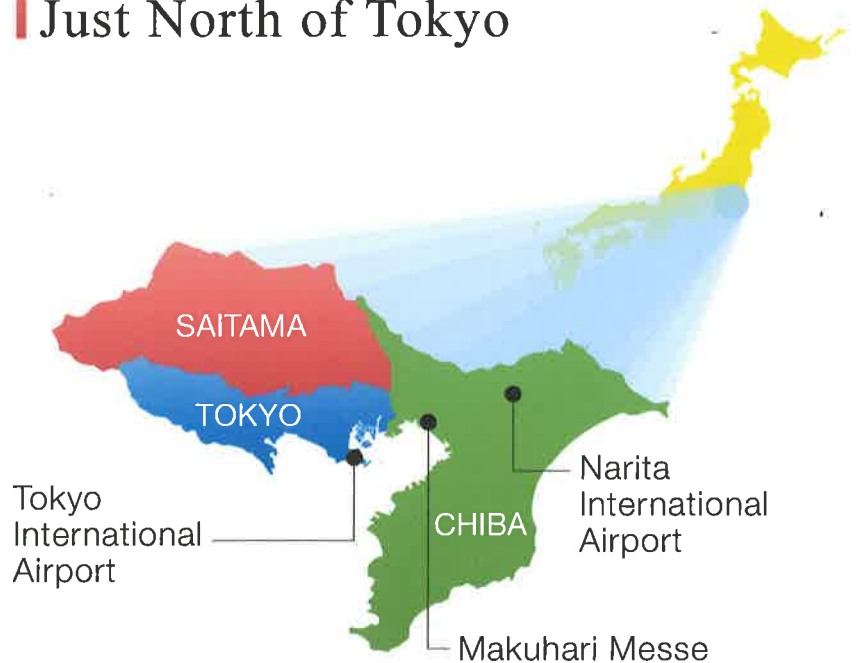 Just North of Tokyo
SAITAMA
TOKYO
Tokyo
International
Airport
CHIBA
Narita
International
Airport
Makuhari Messe